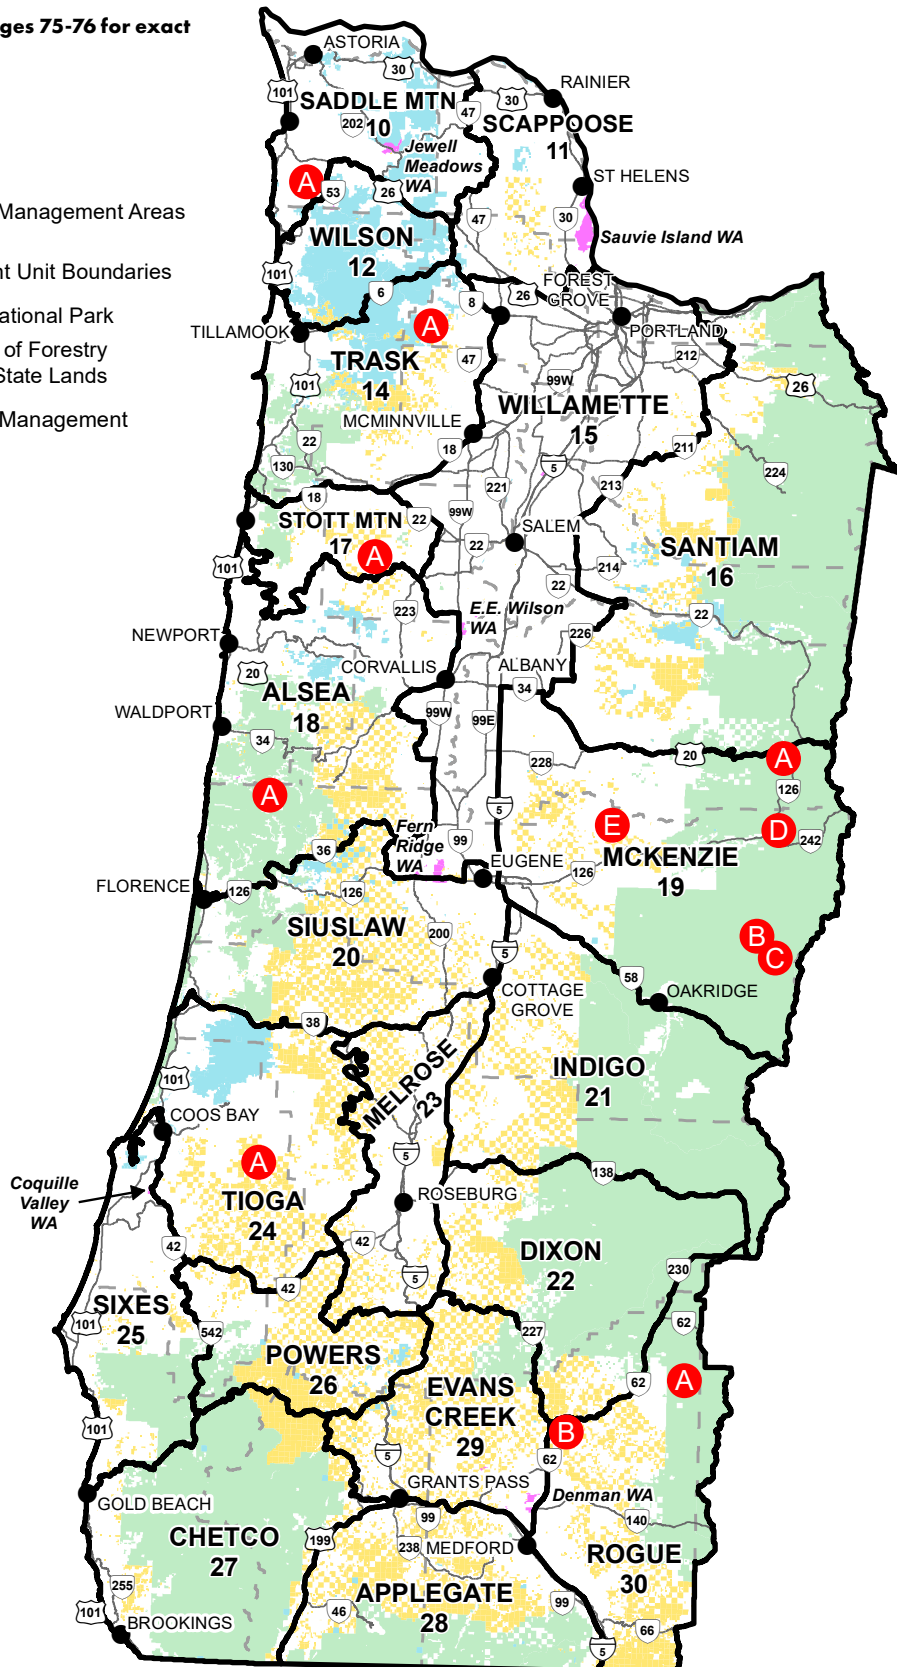 ges 75-76 for exact
ASTORIA
30
101
RAINIER
SADDLE MTN
10
47
30
202
SCAPPOOSE
11
Jewell
Meadows
WA
ST HELENS
A
53
26
Management Areas
47
30
WILSON
12
Sauvie Island WA
101
nt Unit Boundaries
FOREST
GROVE
6
8
26
ational Park
TILLAMOOK
A
PORTLAND
of Forestry
State Lands
TRASK
14
47
212
101
99W
26
WILLAMETTE
15
Management
MCMINNVILLE
22
18
211
130
5
224
221
213
18
99W
STOTT MTN
17
22
SALEM
A
22
SANTIAM
16
101
214
22
223
E.E. Wilson
WA
22
NEWPORT
226
20
CORVALLIS
ALBANY
34
ALSEA
18
WALDPORT
99W
99E
34
20
A
228
126
A
5
E
D
Fern
Ridge
WA
99
242
36
MCKENZIE
19
EUGENE
126
FLORENCE
126
126
SIUSLAW
20
200
B
C
5
58
COTTAGE
GROVE
OAKRIDGE
38
MELROSE
23
INDIGO
21
101
COOS BAY
5
A
138
Coquille
Valley
WA
TIOGA
24
ROSEBURG
42
42
DIXON
22
230
42
5
SIXES
25
101
542
227
62
POWERS
26
62
A
EVANS
CREEK
29
101
B
5
62
GRANTS PASS
Denman WA
GOLD BEACH
99
140
CHETCO
27
199
238
MEDFORD
ROGUE
30
255
APPLEGATE
28
46
99
101
BROOKINGS
66
5